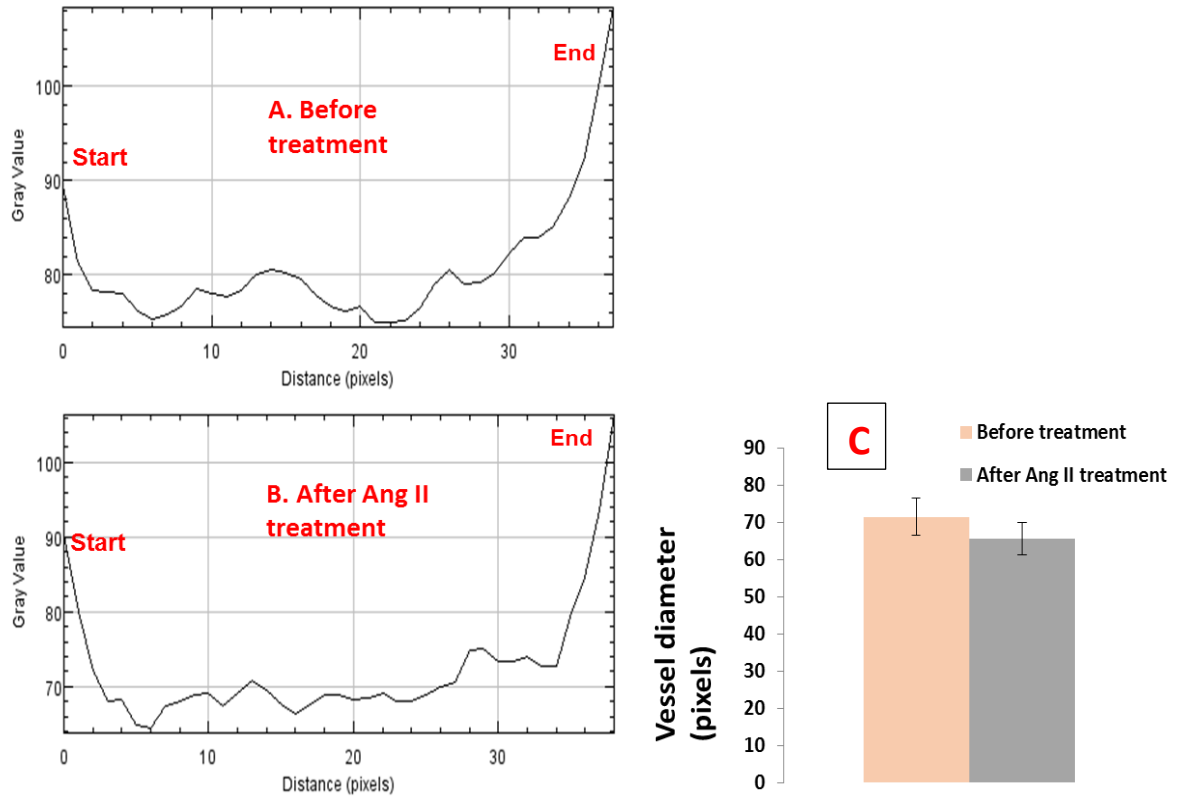 A. Before
treatment
Start
End
Gray Value
100
90
80
0 10 20 30
Distance (pixels)
B. After Ang II
treatment
Start
End
Gray Value
100
90
80
70
0 10 20 30
Distance (pixels)
C
Before treatment
After Ang II treatment
Vessel diameter
(pixels)
90
80
70
60
50
40
30
20
10
0